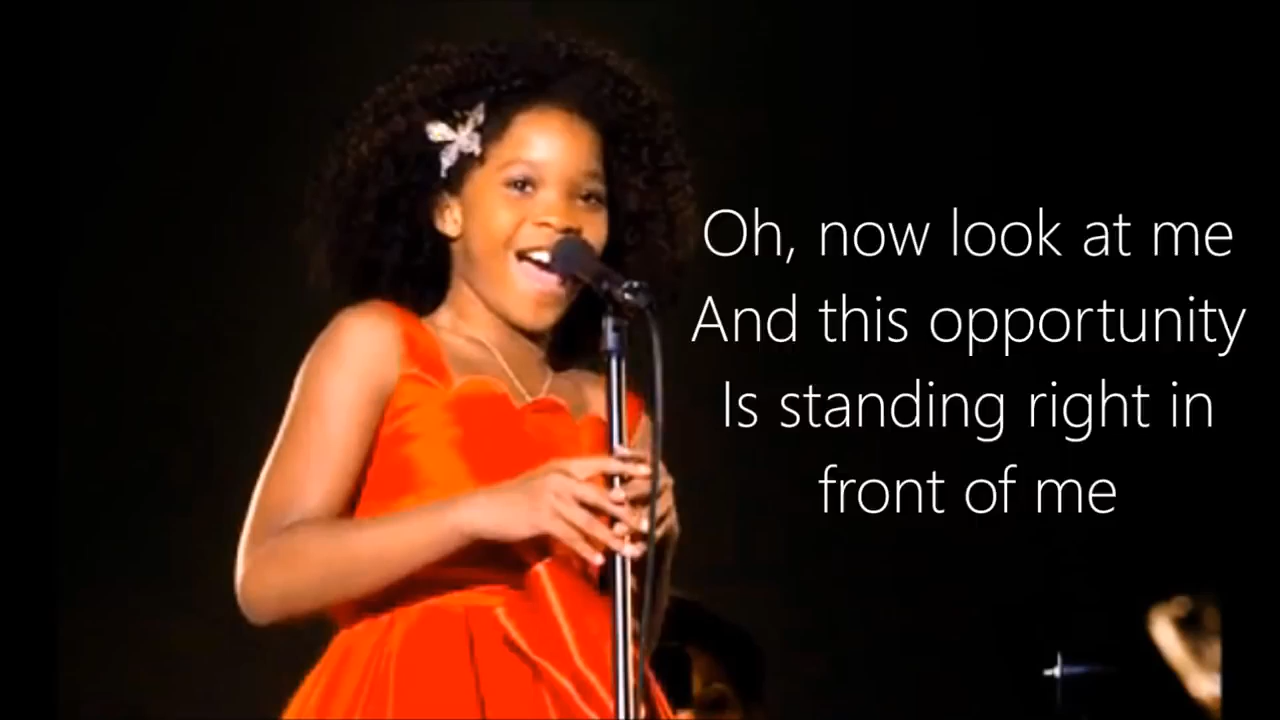 Oh, now look at me
And this opportunity
Is standing right in
front of me